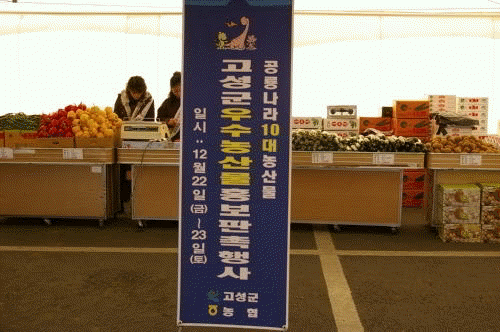 공룡나라 10대농산물
고성군우수농산물홍보판촉행사
일시 : 12월22일(금)~23일(토)
고성군
농협